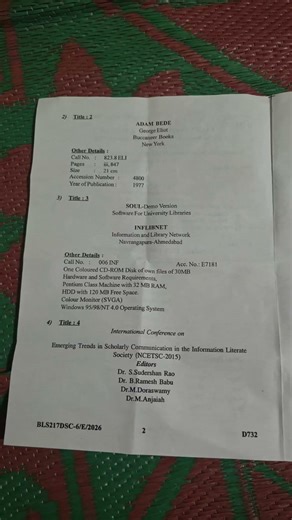 2) Title : 2
ADAM BEDE
George Eliot
Buccaneer Books
New York
Other Details :
Call No. : 823.8 ELI
Pages : iii, 847
Size : 21 cm
Accession Number : 4800
Year of Publication : 1977
3) Title : 3
SOUL-Demo Version
Software For University Libraries
INFLIBNET
Information and Library Network
Navrangapura-Ahmedabad
Other Details :
Call No. : 006 INF Acc. No.: E7181
One Coloured CD-ROM Disk of own files of 30MB
Hardware and Software Requirements,
Pentium Class Machine with 32 MB RAM,
HDD with 120 MB Free Space
Colour Monitor (SVGA)
Windows 95/98/NT 4.0 Operating System
4) Title : 4
International Conference on
Emerging Trends in Scholarly Communication in the Information Literate
Society (NCETSC-2015)
Editors
Dr. S.Sudershan Rao
Dr. B.Ramesh Babu
Dr.M.Doraswamy
Dr.M.Anjaiah
BLS217DSC-6/E/2026 2 D732